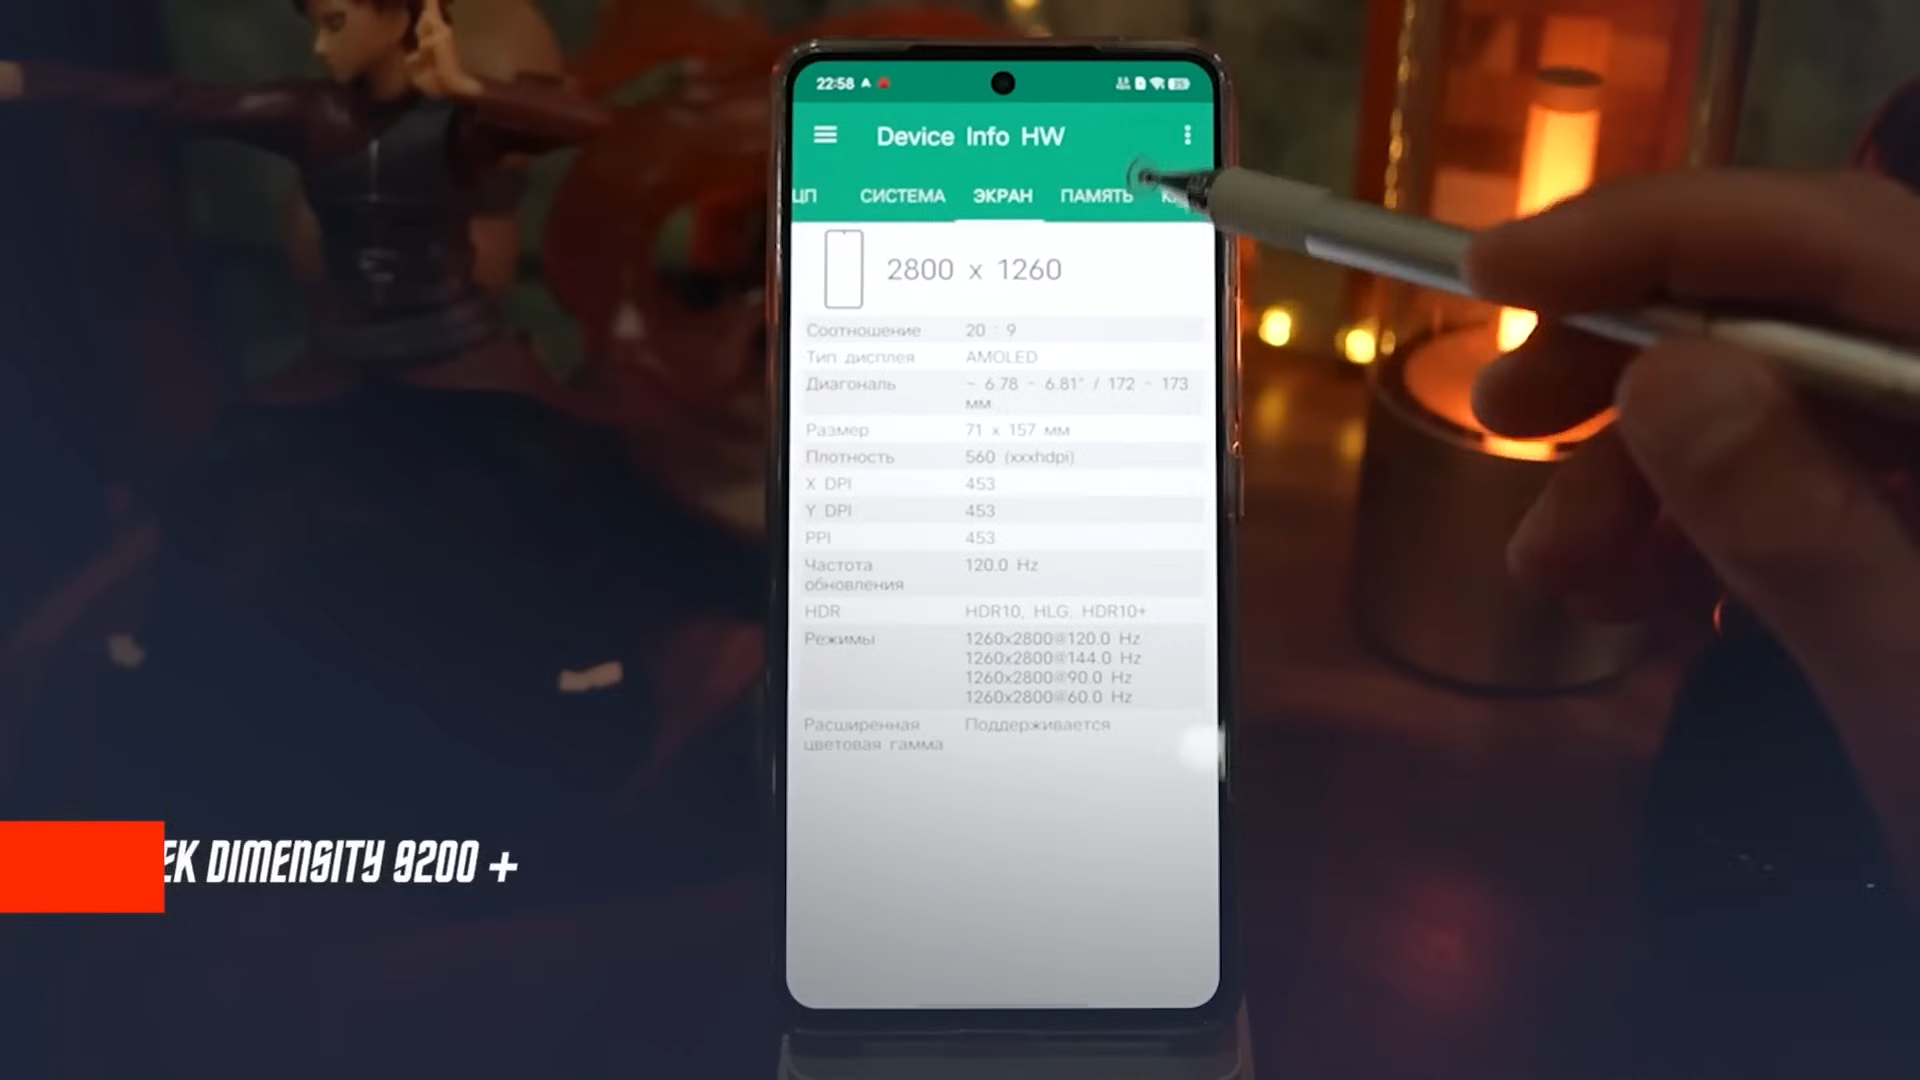 22:58
Device Info HW
ЦП СИСТЕМА ЭКРАН ПАМЯТЬ
2800 x 1260
Соотношение 20 : 9
Тип дисплея AMOLED
Диагональ ~ 6.78 - 6.81" / 172 - 173
мм
Размер 71 x 157 мм
Плотность 560 (xxxhdpi)
X DPI 453
Y DPI 453
PPI 453
Частота 120.0 Hz
обновления
HDR HDR10, HLG, HDR10+
Режимы 1260x2800@120.0 Hz
1260x2800@144.0 Hz
1260x2800@90.0 Hz
1260x2800@60.0 Hz
Расширенная Поддерживается
цветовая гамма
EK DIMENSITY 9200 +